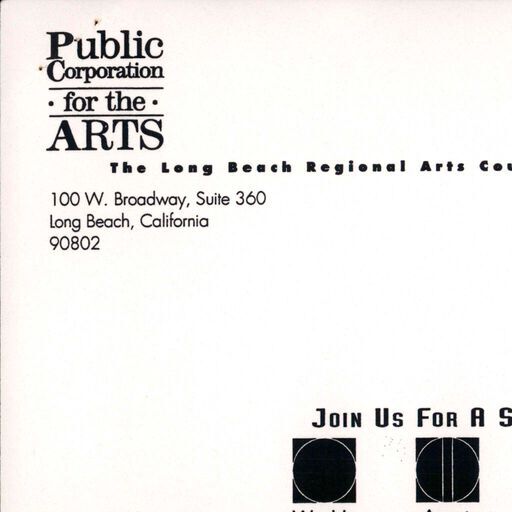 Public
Corporation
· for the ·
ARTS
The Long Beach Regional Arts
100 W. Broadway, Suite 360
Long Beach, California
90802
JOIN US FOR A